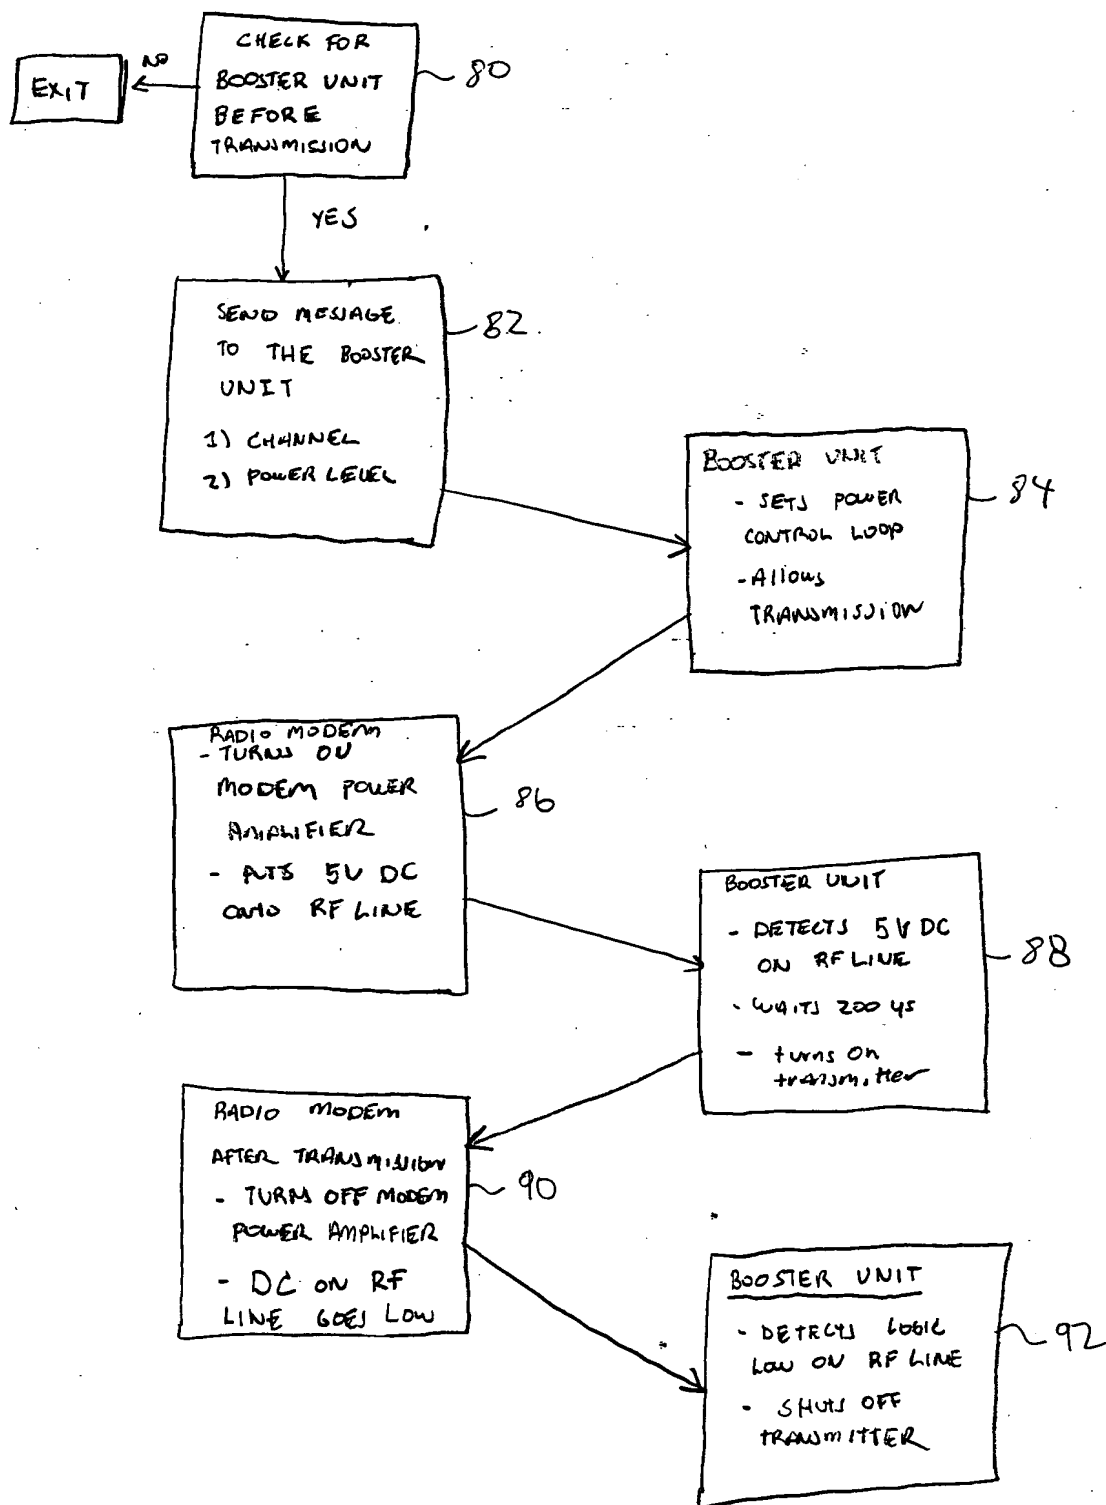 CHECK FOR
BOOSTER UNIT
BEFORE
TRANSMISSION
80
NO
EXIT
YES
SEND MESSAGE
TO THE BOOSTER
UNIT
1) CHANNEL
2) POWER LEVEL
82
BOOSTER UNIT
- SETS POWER
CONTROL LOOP
- Allows
TRANSMISSION
84
RADIO MODEM
- TURNS ON
MODEM POWER
AMPLIFIER
- PUTS 5V DC
ONTO RF LINE
86
BOOSTER UNIT
- DETECTS 5V DC
ON RF LINE
- WAITS 200 μs
- turns on
transmitter
88
RADIO MODEM
AFTER TRANSMISSION
- TURNS OFF MODEM
POWER AMPLIFIER
- DC ON RF
LINE GOES LOW
90
BOOSTER UNIT
- DETECTS LOGIC
LOW ON RF LINE
- SHUTS OFF
TRANSMITTER
92